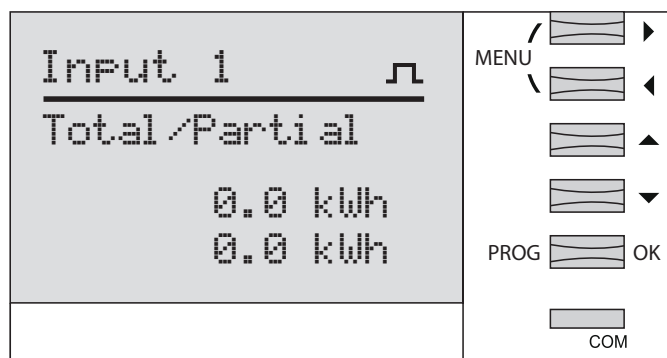 Input 1
Total/Partial
0.0 kWh
0.0 kWh
MENU
PROG OK
COM